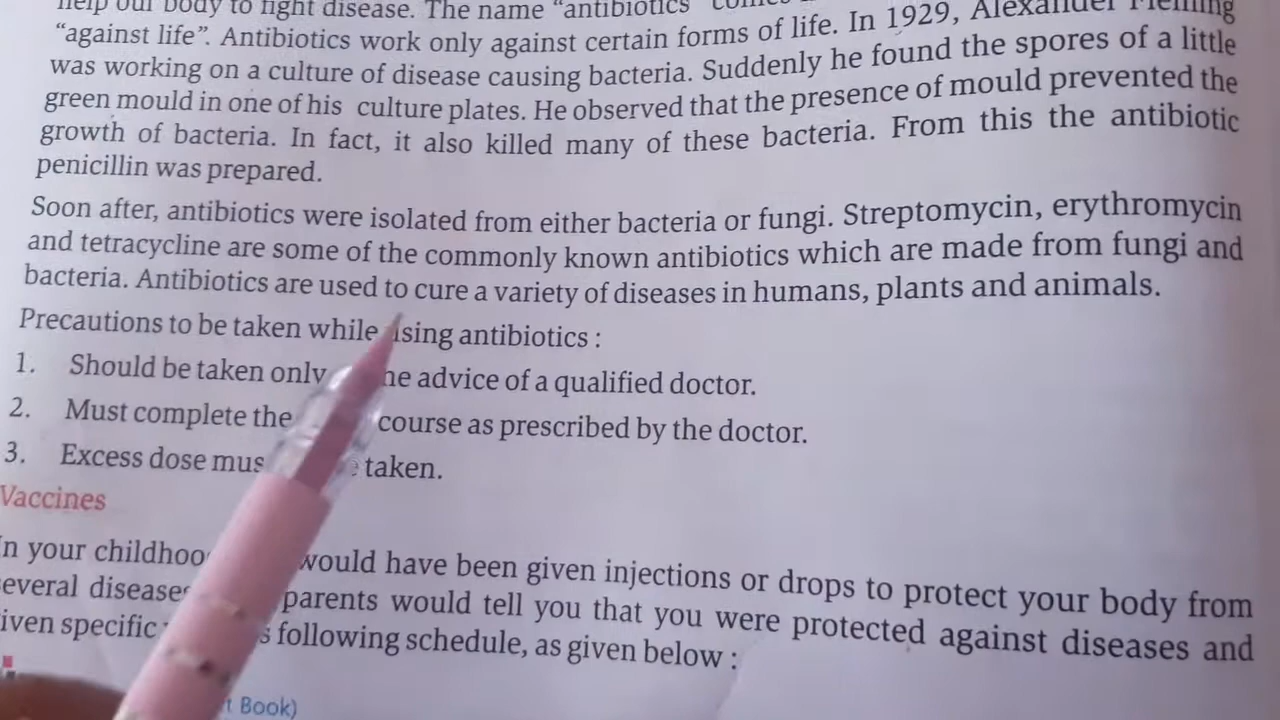 help our body to fight disease. The name "antibiotics" comes
"against life". Antibiotics work only against certain forms of life. In 1929, Alexander Fleming
was working on a culture of disease causing bacteria. Suddenly he found the spores of a little
green mould in one of his culture plates. He observed that the presence of mould prevented the
growth of bacteria. In fact, it also killed many of these bacteria. From this the antibiotic
penicillin was prepared.
Soon after, antibiotics were isolated from either bacteria or fungi. Streptomycin, erythromycin
and tetracycline are some of the commonly known antibiotics which are made from fungi and
bacteria. Antibiotics are used to cure a variety of diseases in humans, plants and animals.
Precautions to be taken while using antibiotics :
1. Should be taken only advice of a qualified doctor.
2. Must complete the course as prescribed by the doctor.
3. Excess dose taken.
Vaccines
In your would have been given injections or drops to protect your body from
several parents would tell you that you were protected against diseases and
specific following schedule, as given below :
Book)